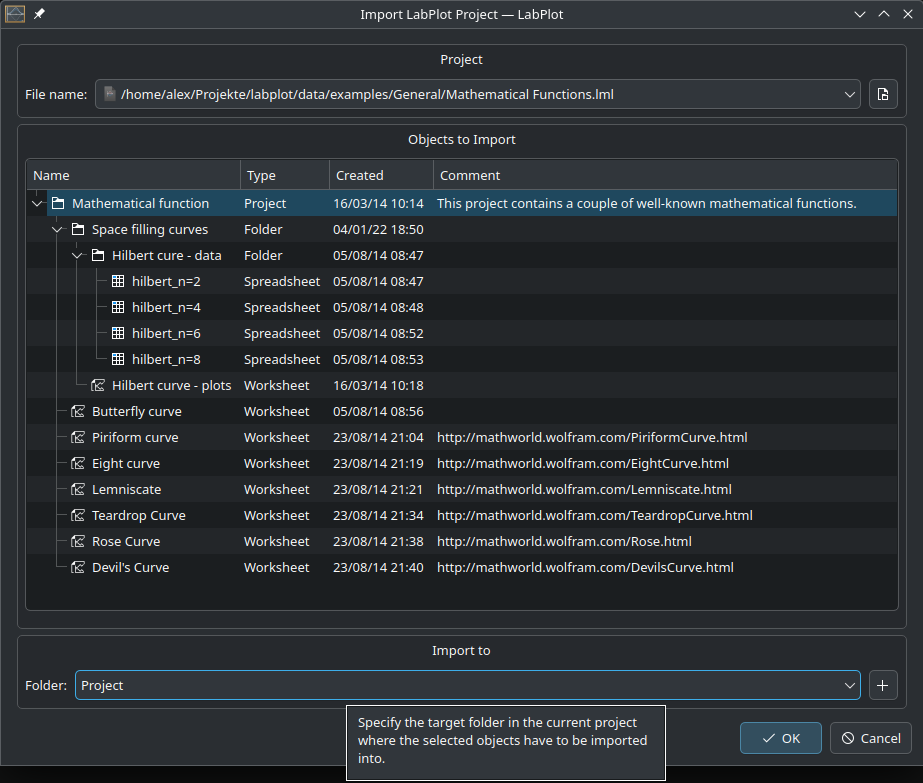 Import LabPlot Project — LabPlot
Project
File name: /home/alex/Projekte/labplot/data/examples/General/Mathematical Functions.lml
Objects to Import
Name Type Created Comment
Mathematical function Project 16/03/14 10:14 This project contains a couple of well-known mathematical functions.
Space filling curves Folder 04/01/22 18:50
Hilbert cure - data Folder 05/08/14 08:47
hilbert_n=2 Spreadsheet 05/08/14 08:47
hilbert_n=4 Spreadsheet 05/08/14 08:48
hilbert_n=6 Spreadsheet 05/08/14 08:52
hilbert_n=8 Spreadsheet 05/08/14 08:53
Hilbert curve - plots Worksheet 16/03/14 10:18
Butterfly curve Worksheet 05/08/14 08:56
Piriform curve Worksheet 23/08/14 21:04 http://mathworld.wolfram.com/PiriformCurve.html
Eight curve Worksheet 23/08/14 21:19 http://mathworld.wolfram.com/EightCurve.html
Lemniscate Worksheet 23/08/14 21:21 http://mathworld.wolfram.com/Lemniscate.html
Teardrop Curve Worksheet 23/08/14 21:34 http://mathworld.wolfram.com/TeardropCurve.html
Rose Curve Worksheet 23/08/14 21:38 http://mathworld.wolfram.com/Rose.html
Devil's Curve Worksheet 23/08/14 21:40 http://mathworld.wolfram.com/DevilsCurve.html
Import to
Folder: Project
Specify the target folder in the current project
where the selected objects have to be imported
into.
OK Cancel